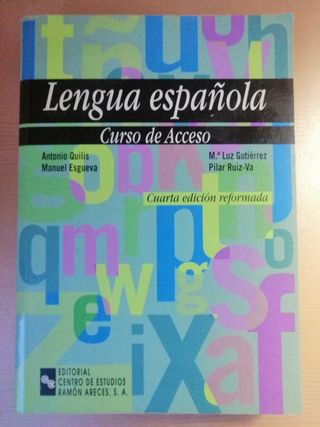 Lengua española
Curso de Acceso
Antonio Quilis
Manuel Esgueva
M.ª Luz Gutiérrez
Pilar Ruiz-Va
Cuarta edición reformada
EDITORIAL
CENTRO DE ESTUDIOS
RAMÓN ARECES, S. A.